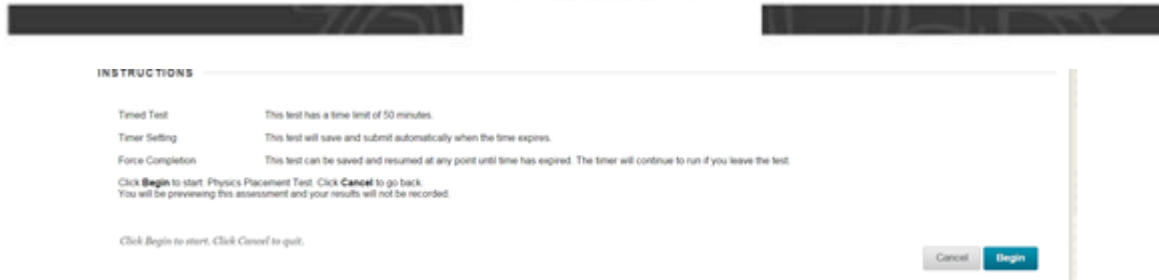 INSTRUCTIONS
Timed Test This test has a time limit of 50 minutes.
Timer Setting This test will save and submit automatically when the time expires.
Force Completion This test can be saved and resumed at any point until time has expired. The timer will continue to run if you leave the test.
Click Begin to start: Physics Placement Test. Click Cancel to go back.
You will be previewing this assessment and your results will not be recorded.
Click Begin to start. Click Cancel to quit.
Cancel Begin